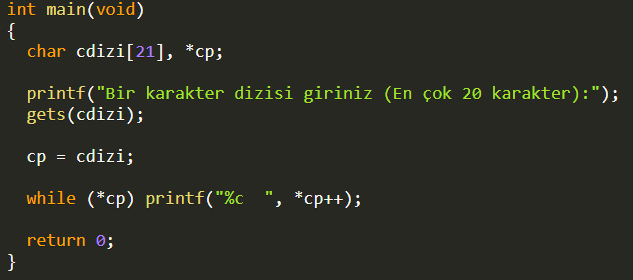 int main(void)
{
  char cdizi[21], *cp;

  printf("Bir karakter dizisi giriniz (En çok 20 karakter):");
  gets(cdizi);

  cp = cdizi;

  while (*cp) printf("%c  ", *cp++);

  return 0;
}